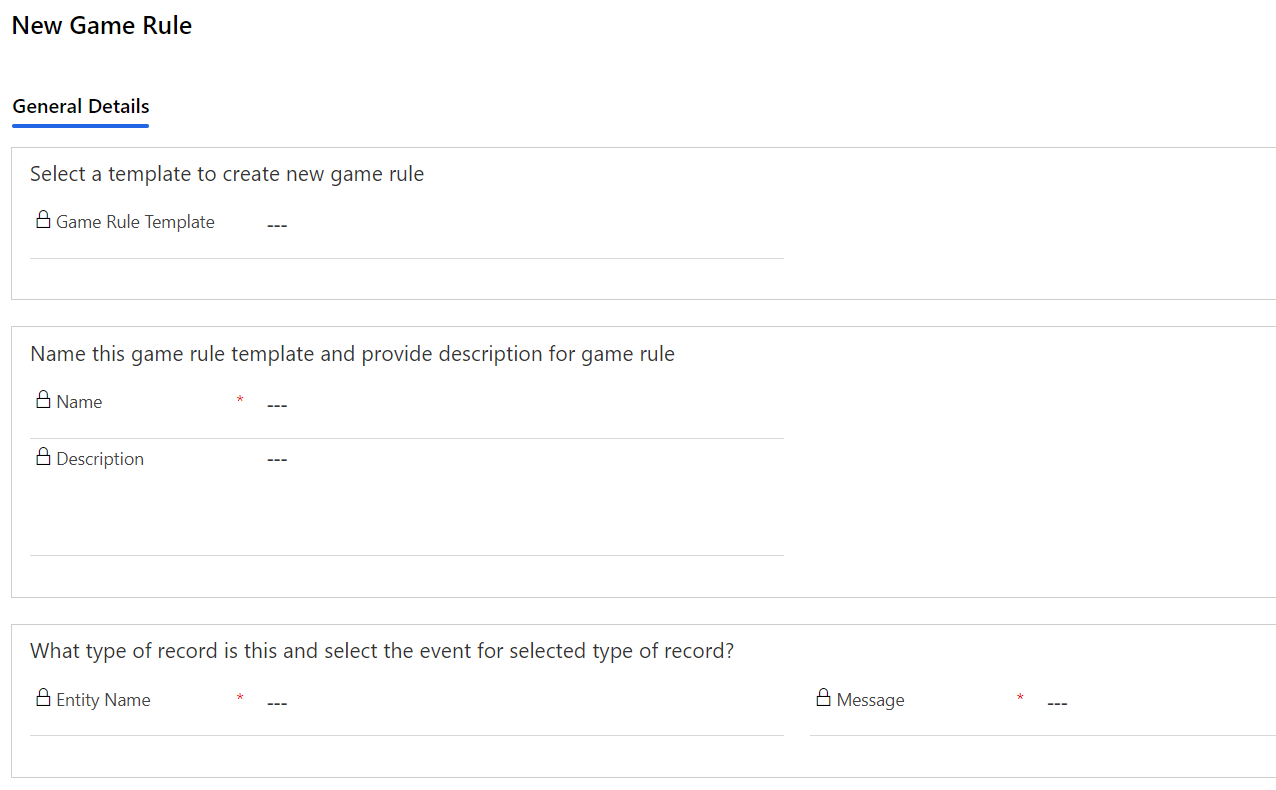 New Game Rule
General Details
Select a template to create new game rule
Game Rule Template ---
Name this game rule template and provide description for game rule
Name * ---
Description ---
What type of record is this and select the event for selected type of record?
Entity Name * --- Message * ---